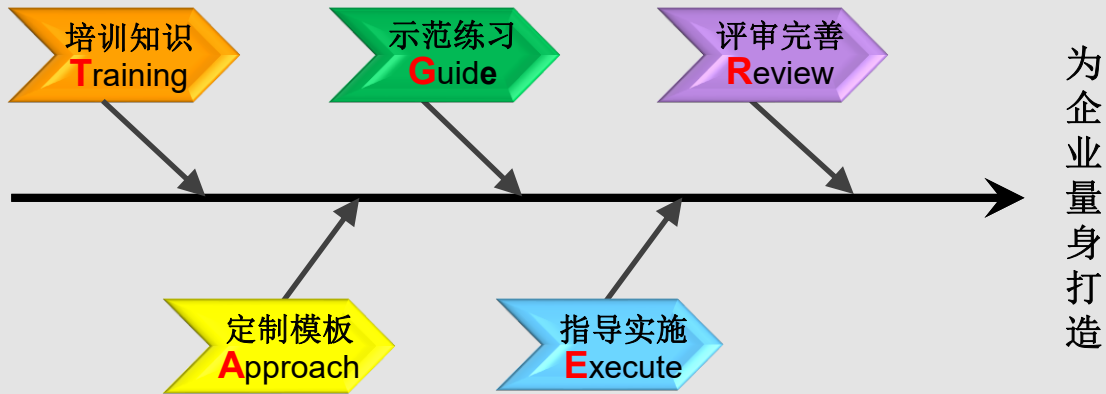 培训知识
Training
示范练习
Guide
评审完善
Review
定制模板
Approach
指导实施
Execute
为企业量身打造